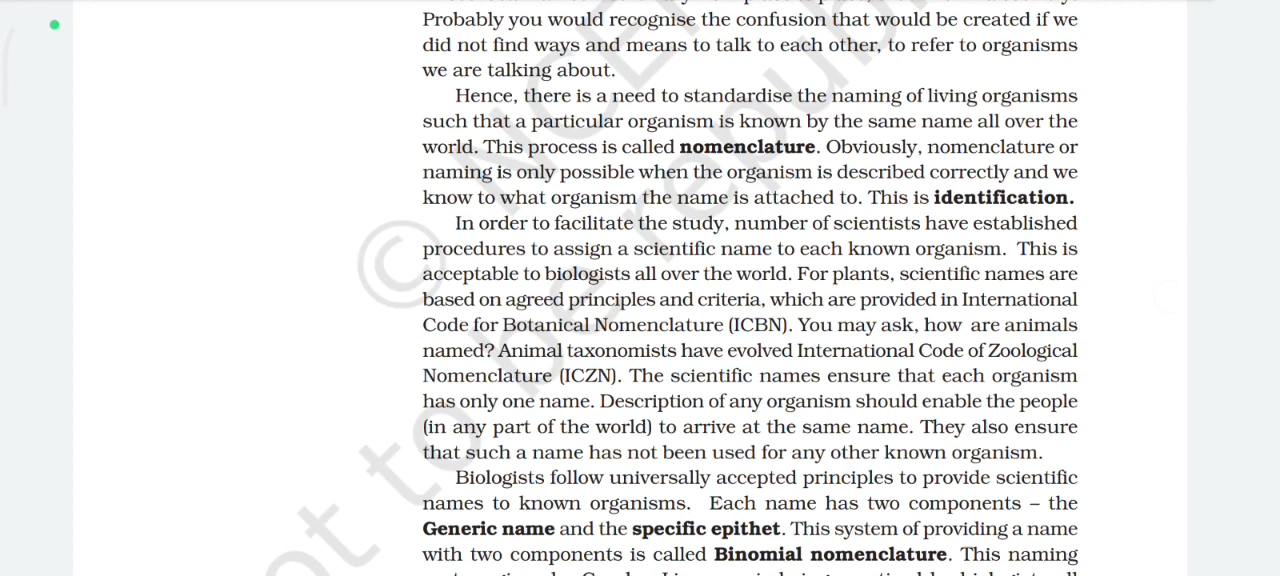 Probably you would recognise the confusion that would be created if we
did not find ways and means to talk to each other, to refer to organisms
we are talking about.
Hence, there is a need to standardise the naming of living organisms
such that a particular organism is known by the same name all over the
world. This process is called nomenclature. Obviously, nomenclature or
naming is only possible when the organism is described correctly and we
know to what organism the name is attached to. This is identification.
In order to facilitate the study, number of scientists have established
procedures to assign a scientific name to each known organism. This is
acceptable to biologists all over the world. For plants, scientific names are
based on agreed principles and criteria, which are provided in International
Code for Botanical Nomenclature (ICBN). You may ask, how are animals
named? Animal taxonomists have evolved International Code of Zoological
Nomenclature (ICZN). The scientific names ensure that each organism
has only one name. Description of any organism should enable the people
(in any part of the world) to arrive at the same name. They also ensure
that such a name has not been used for any other known organism.
Biologists follow universally accepted principles to provide scientific
names to known organisms. Each name has two components – the
Generic name and the specific epithet. This system of providing a name
with two components is called Binomial nomenclature. This naming